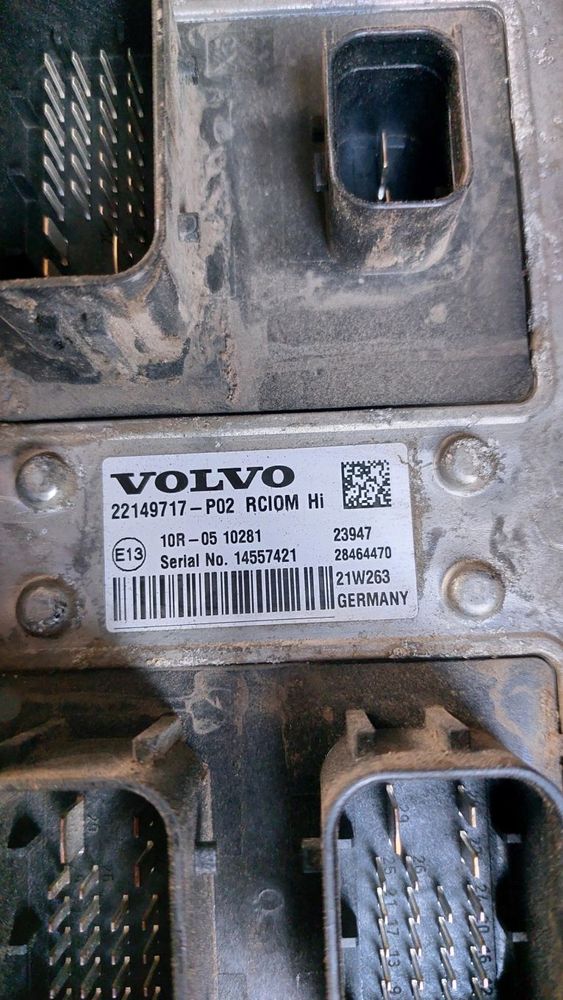 VOLVO
22149717-P02 RCIOM Hi
E13
10R-05 10281 23947
Serial No. 14557421 28464470
21W263
GERMANY